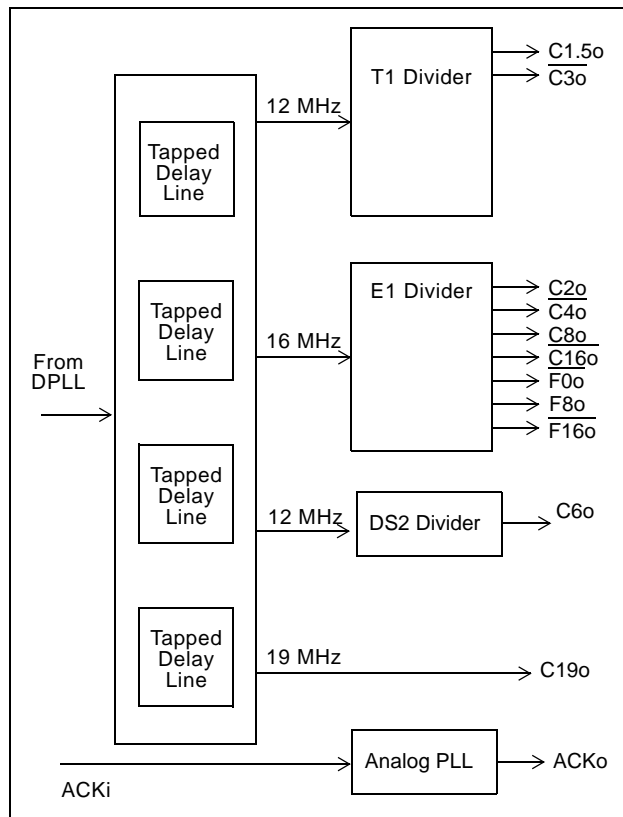 C1.5o
C3o
T1 Divider
12 MHz
Tapped
Delay
Line
E1 Divider
C2o
C4o
C8o
C16o
F0o
F8o
F16o
Tapped
Delay
Line
16 MHz
From
DPLL
Tapped
Delay
Line
12 MHz
DS2 Divider
C6o
Tapped
Delay
Line
19 MHz
C19o
Analog PLL
ACKo
ACKi